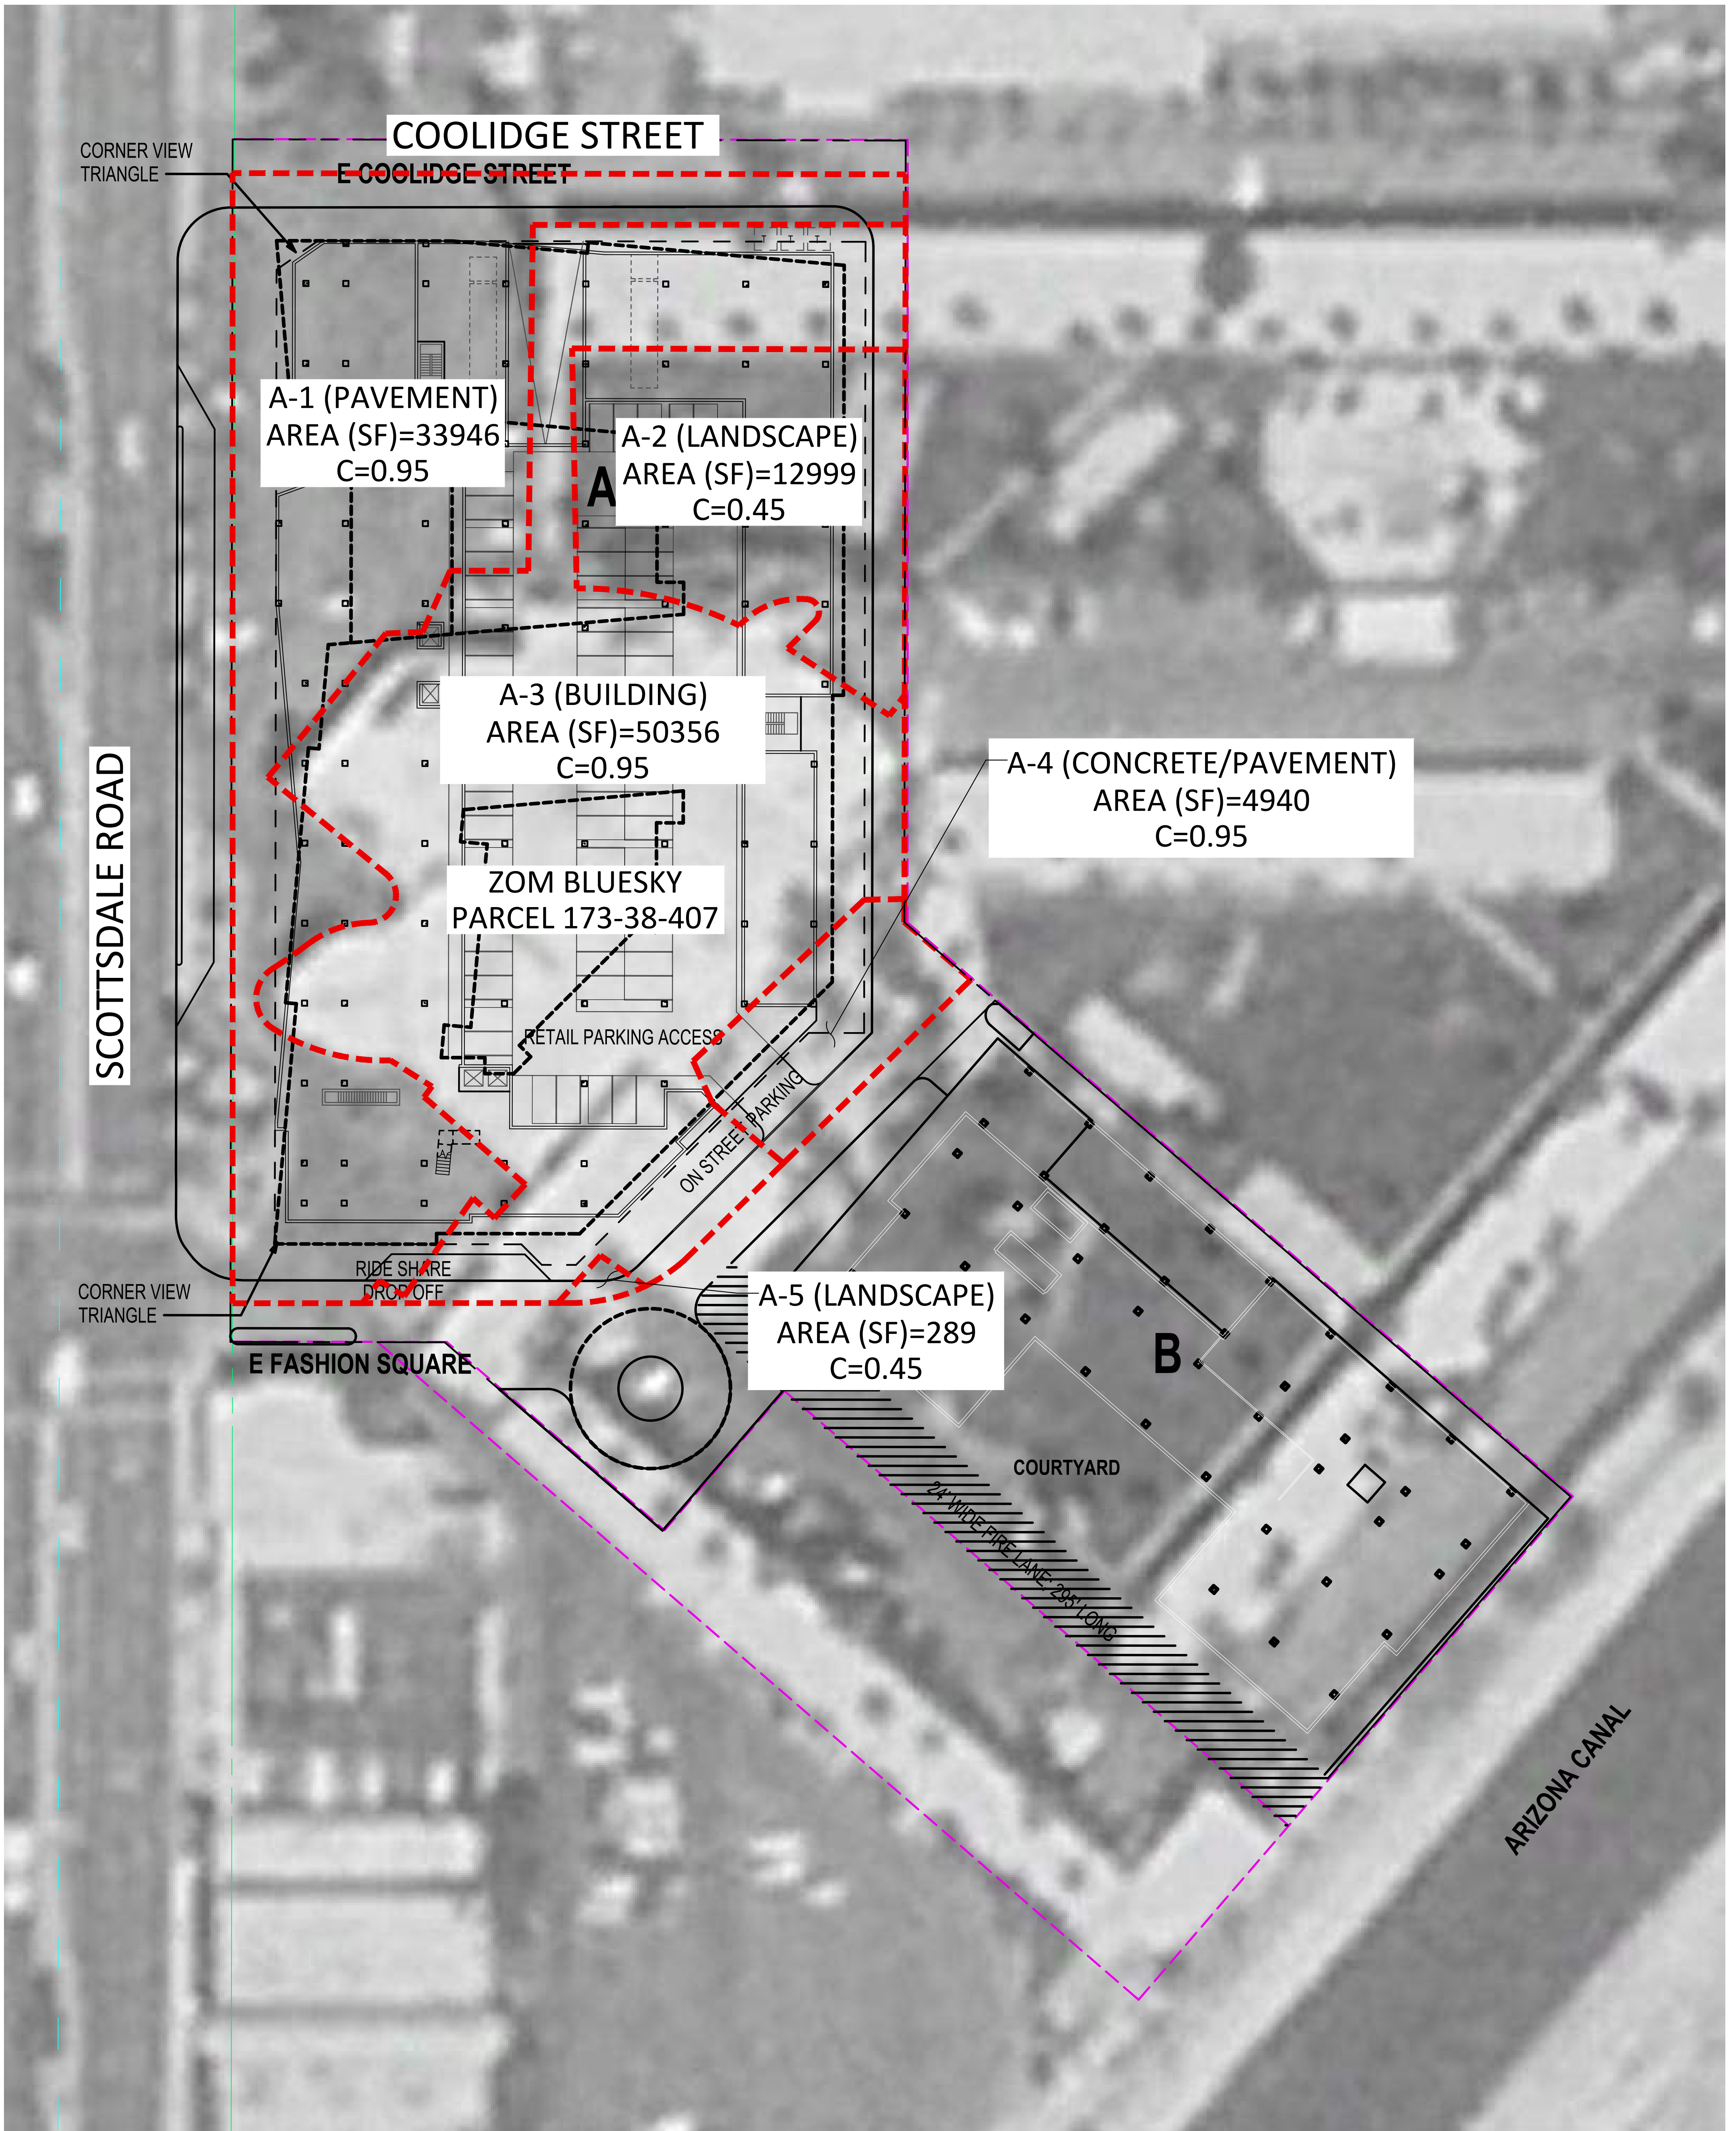 COOLIDGE STREET
CORNER VIEW
TRIANGLE
E COOLIDGE STREET
A-1 (PAVEMENT)
AREA (SF)=33946
C=0.95
A-2 (LANDSCAPE)
AREA (SF)=12999
C=0.45
A
A-3 (BUILDING)
AREA (SF)=50356
C=0.95
A-4 (CONCRETE/PAVEMENT)
AREA (SF)=4940
C=0.95
SCOTTSDALE ROAD
ZOM BLUESKY
PARCEL 173-38-407
RETAIL PARKING ACCESS
ON STREET PARKING
RIDE SHARE
DROP OFF
CORNER VIEW
TRIANGLE
A-5 (LANDSCAPE)
AREA (SF)=289
C=0.45
E FASHION SQUARE
B
COURTYARD
24' WIDE FIRE LANE; 295' LONG
ARIZONA CANAL